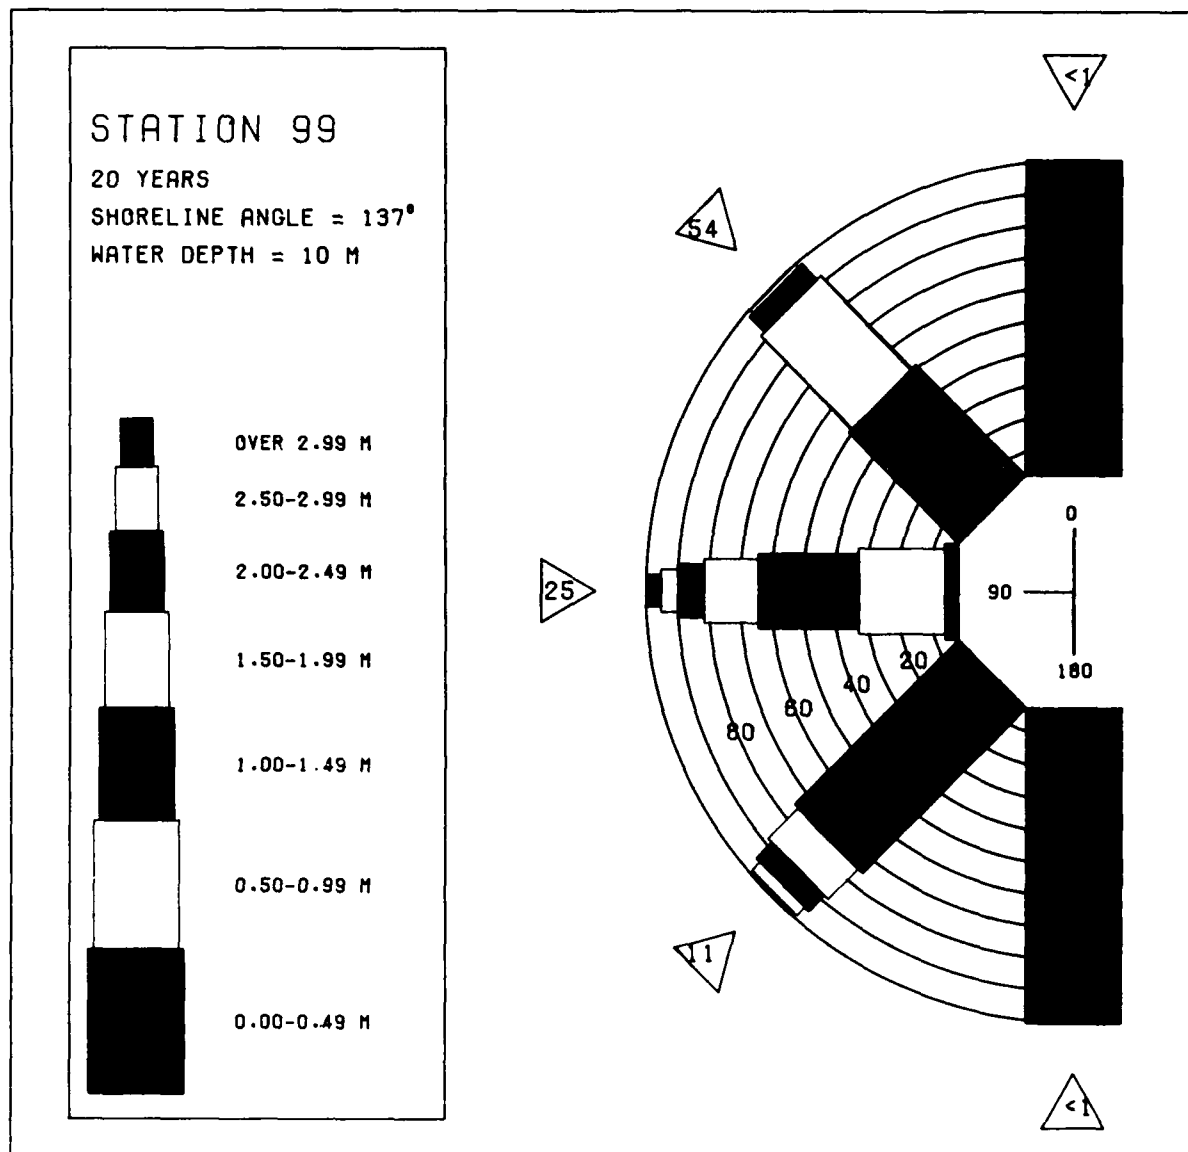 STATION 99
20 YEARS
SHORELINE ANGLE = 137°
WATER DEPTH = 10 M
OVER 2.99 M
2.50-2.99 M
2.00-2.49 M
1.50-1.99 M
1.00-1.49 M
0.50-0.99 M
0.00-0.49 M
<1
54
25
11
<1
0
90
180
20
40
60
80